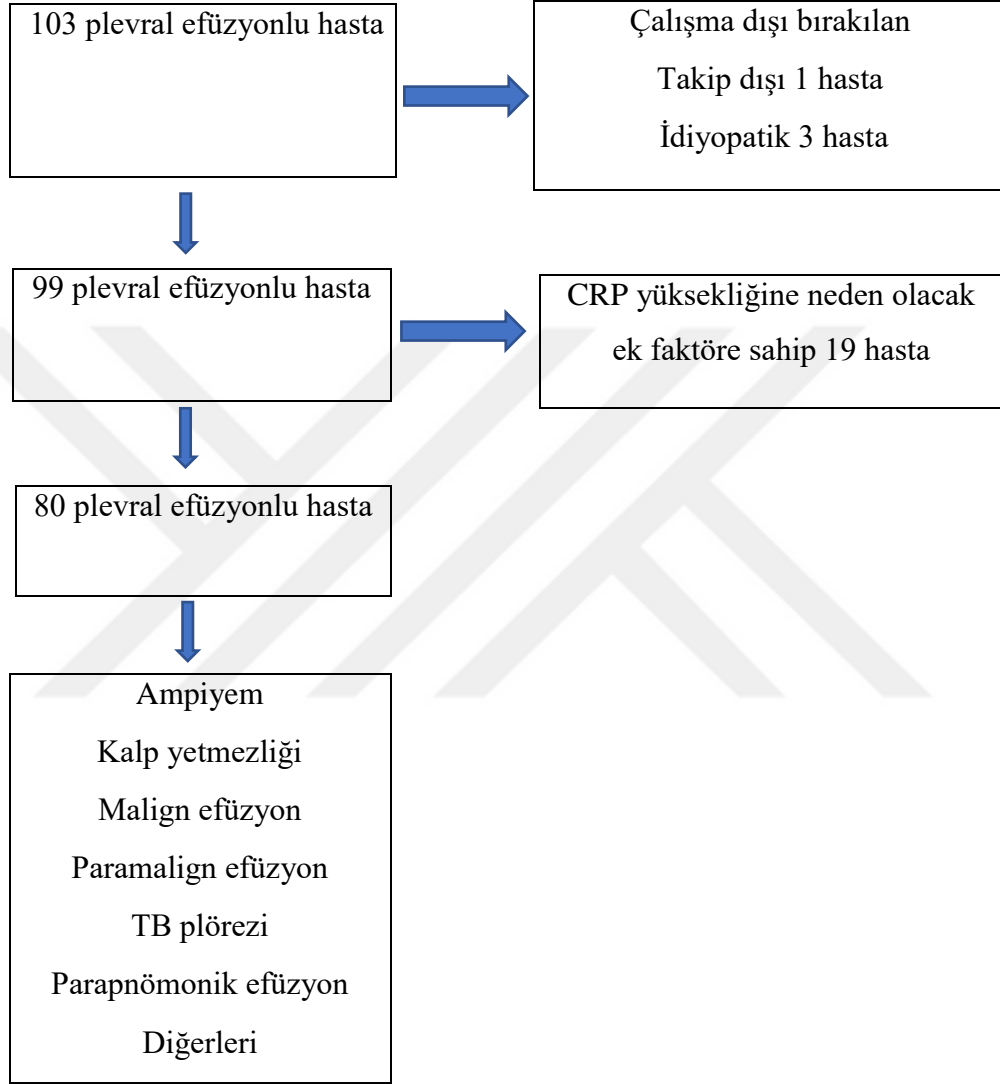 103 plevral efüzyonlu hasta
Çalışma dışı bırakılan
Takip dışı 1 hasta
İdiyopatik 3 hasta
99 plevral efüzyonlu hasta
CRP yüksekliğine neden olacak
ek faktöre sahip 19 hasta
80 plevral efüzyonlu hasta
Ampiyem
Kalp yetmezliği
Malign efüzyon
Paramalign efüzyon
TB plörezi
Parapnömonik efüzyon
Diğerleri